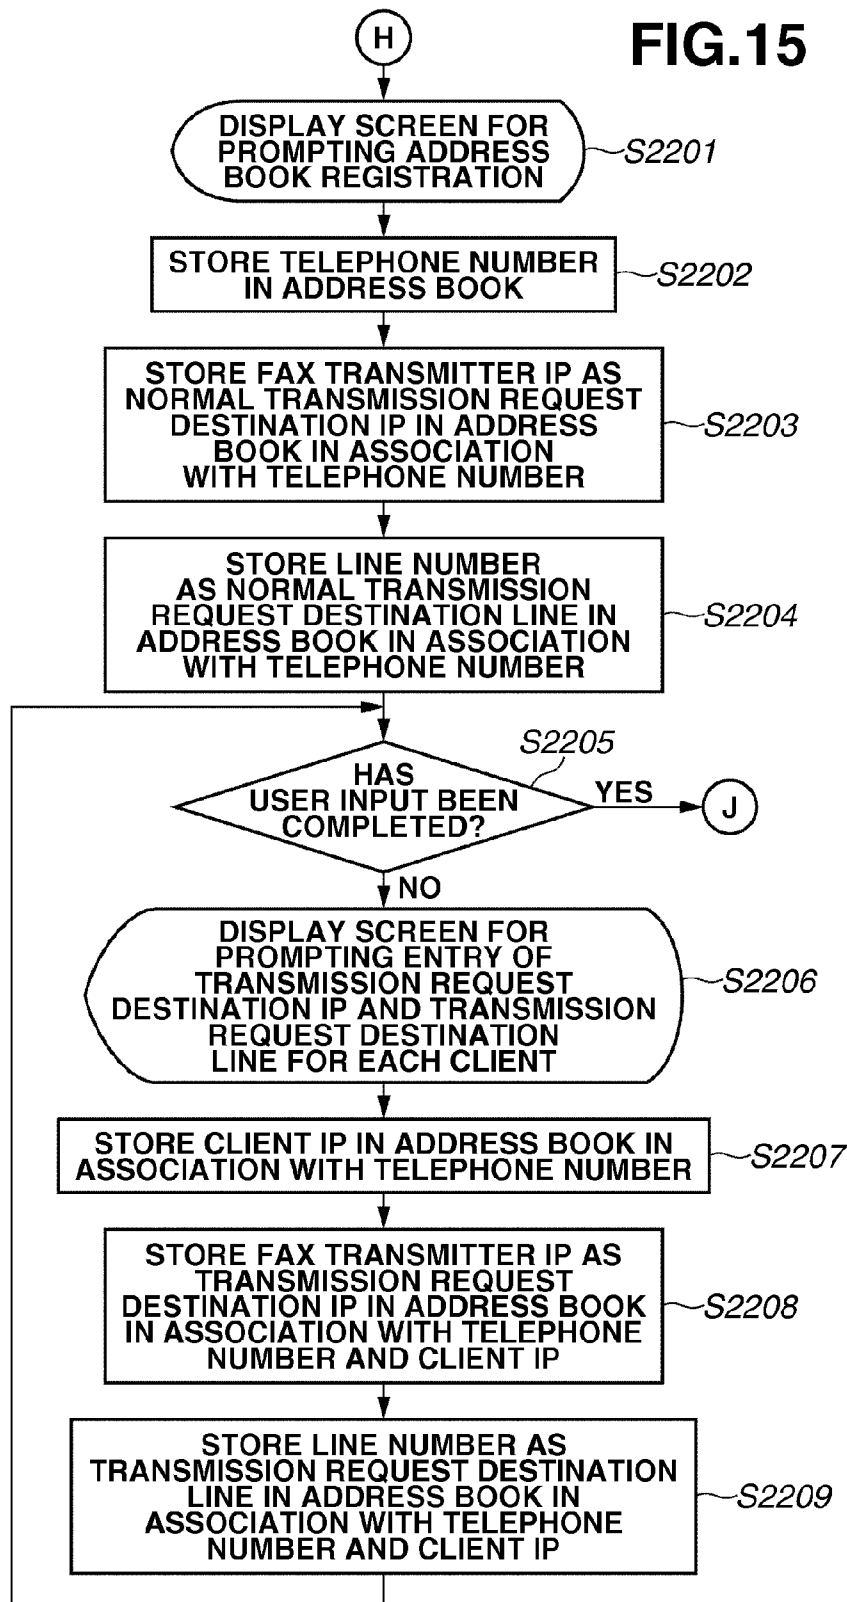 H
FIG.15
DISPLAY SCREEN FOR
PROMPTING ADDRESS
BOOK REGISTRATION
S2201
STORE TELEPHONE NUMBER
IN ADDRESS BOOK
S2202
STORE FAX TRANSMITTER IP AS
NORMAL TRANSMISSION REQUEST
DESTINATION IP IN ADDRESS
BOOK IN ASSOCIATION
WITH TELEPHONE NUMBER
S2203
STORE LINE NUMBER
AS NORMAL TRANSMISSION
REQUEST DESTINATION LINE IN
ADDRESS BOOK IN ASSOCIATION
WITH TELEPHONE NUMBER
S2204
S2205
HAS
USER INPUT BEEN
COMPLETED?
YES
J
NO
DISPLAY SCREEN FOR
PROMPTING ENTRY OF
TRANSMISSION REQUEST
DESTINATION IP AND TRANSMISSION
REQUEST DESTINATION
LINE FOR EACH CLIENT
S2206
STORE CLIENT IP IN ADDRESS BOOK IN
ASSOCIATION WITH TELEPHONE NUMBER
S2207
STORE FAX TRANSMITTER IP AS
TRANSMISSION REQUEST
DESTINATION IP IN ADDRESS BOOK
IN ASSOCIATION WITH TELEPHONE
NUMBER AND CLIENT IP
S2208
STORE LINE NUMBER AS
TRANSMISSION REQUEST DESTINATION
LINE IN ADDRESS BOOK IN
ASSOCIATION WITH TELEPHONE
NUMBER AND CLIENT IP
S2209